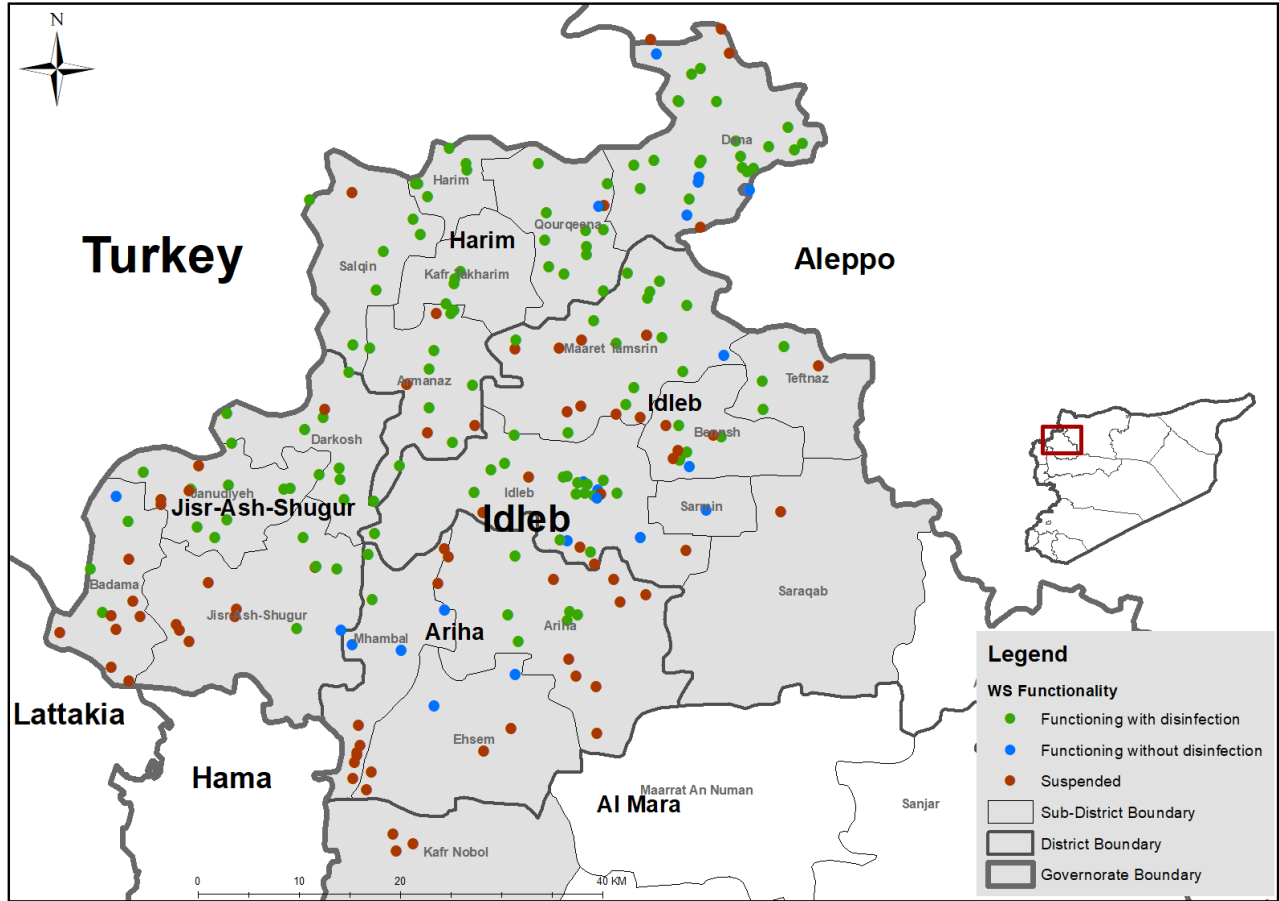 N
Dana
Harim
Qourqeena
Turkey
Harim
Aleppo
Salqin
Kafr Takharim
Maaret Tamsrin
Armanaz
Teftnaz
Idleb
Bennsh
Darkosh
Janudiyeh
Idleb
Jisr-Ash-Shugur
Sarmin
Idleb
Badama
Saraqab
Jisr-Ash-Shugur
Mhambal
Ariha
Ariha
Lattakia
Ehsem
Hama
Al Mara
Maarrat An Numan
Sanjar
Kafr Nobol
0
10
20
40 KM
Legend
WS Functionality
Functioning with disinfection
Functioning without disinfection
Suspended
Sub-District Boundary
District Boundary
Governorate Boundary